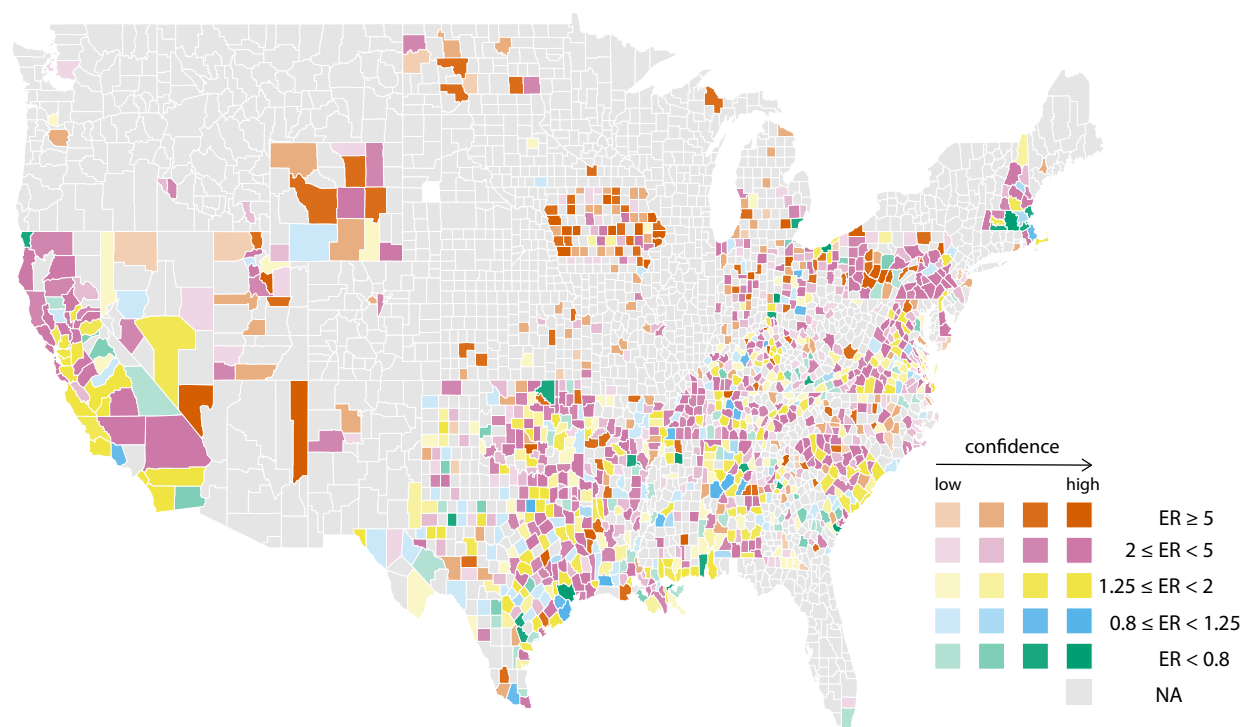 confidence
low high
ER ≥ 5
2 ≤ ER < 5
1.25 ≤ ER < 2
0.8 ≤ ER < 1.25
ER < 0.8
NA